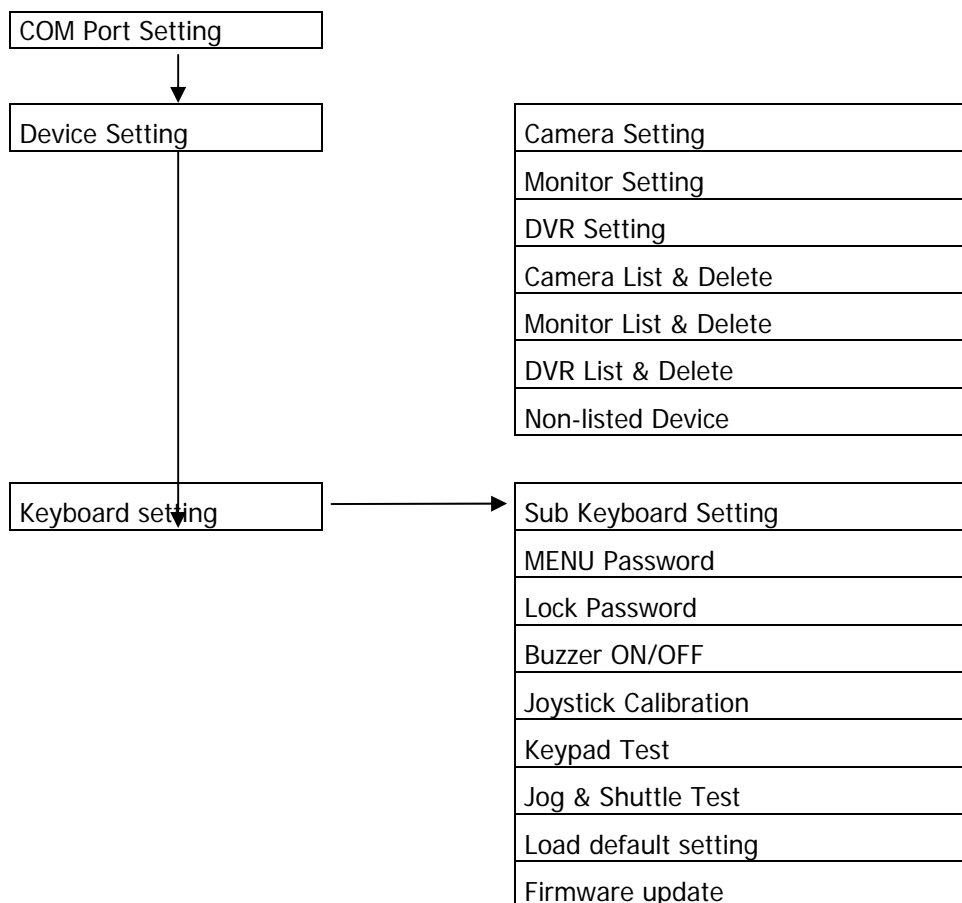 COM Port Setting
Device Setting
Camera Setting
Monitor Setting
DVR Setting
Camera List & Delete
Monitor List & Delete
DVR List & Delete
Non-listed Device
Keyboard setting
Sub Keyboard Setting
MENU Password
Lock Password
Buzzer ON/OFF
Joystick Calibration
Keypad Test
Jog & Shuttle Test
Load default setting
Firmware update